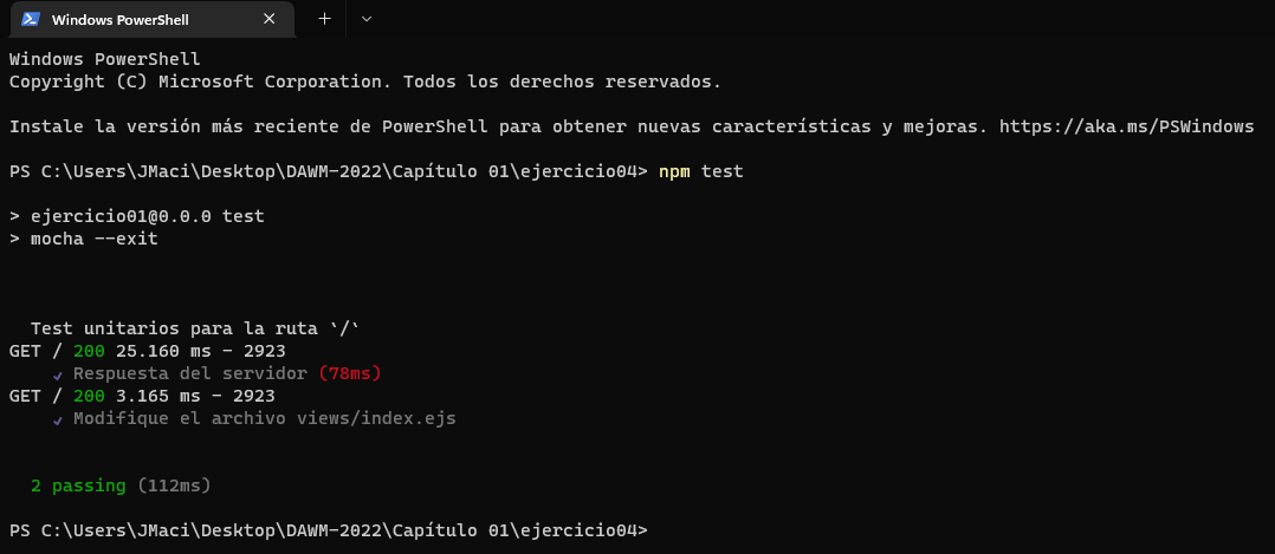 Windows PowerShell
Windows PowerShell
Copyright (C) Microsoft Corporation. Todos los derechos reservados.
Instale la versión más reciente de PowerShell para obtener nuevas características y mejoras. https://aka.ms/PSWindows
PS C:\Users\JMaci\Desktop\DAWM-2022\Capítulo 01\ejercicio04> npm test
> ejercicio01@0.0.0 test
> mocha --exit
Test unitarios para la ruta `/`
GET / 200 25.160 ms - 2923
✓ Respuesta del servidor (78ms)
GET / 200 3.165 ms - 2923
✓ Modifique el archivo views/index.ejs
2 passing (112ms)
PS C:\Users\JMaci\Desktop\DAWM-2022\Capítulo 01\ejercicio04>